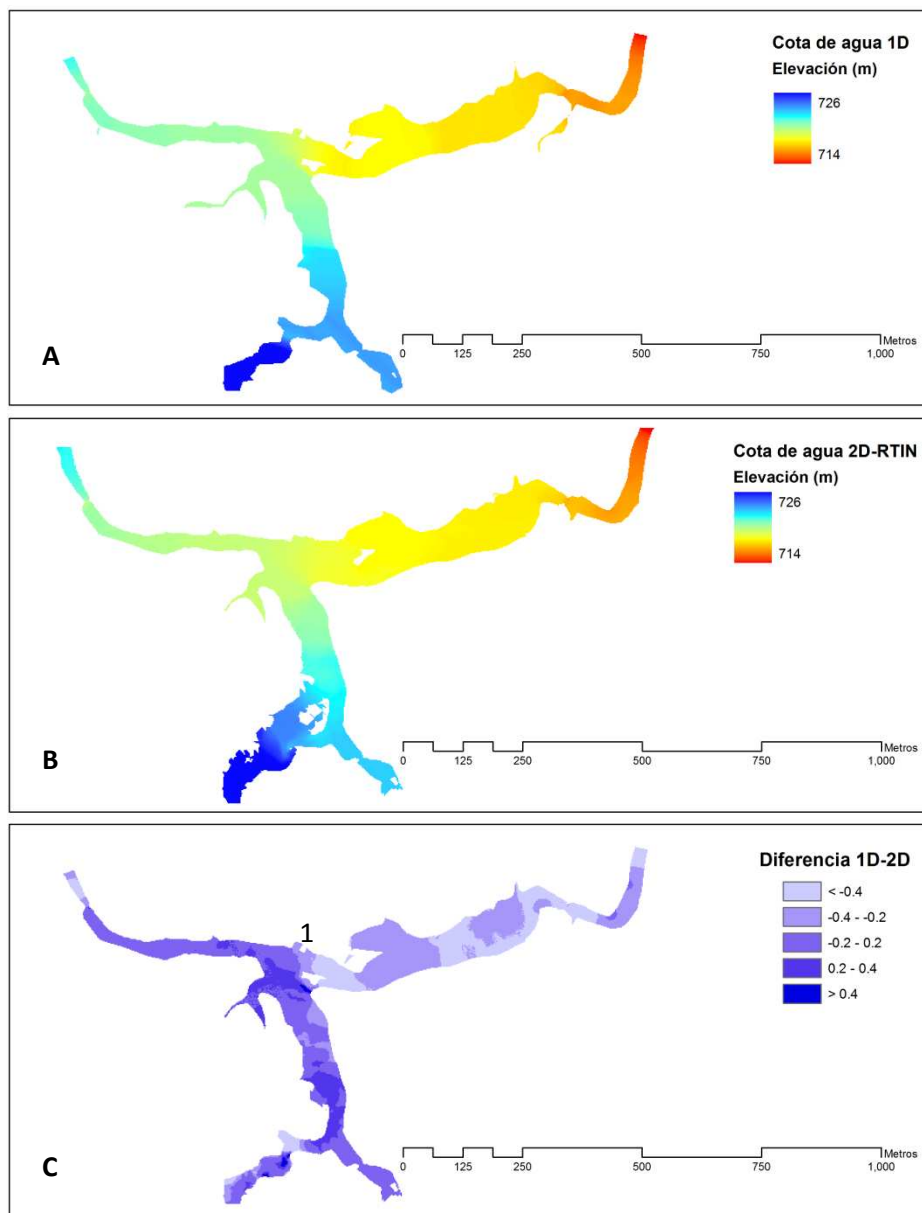 Cota de agua 1D
Elevación (m)
726
714
Metros
0 125 250 500 750 1,000
A
Cota de agua 2D-RTIN
Elevación (m)
726
714
Metros
0 125 250 500 750 1,000
B
Diferencia 1D-2D
< -0.4
-0.4 - -0.2
-0.2 - 0.2
0.2 - 0.4
> 0.4
1
Metros
0 125 250 500 750 1,000
C